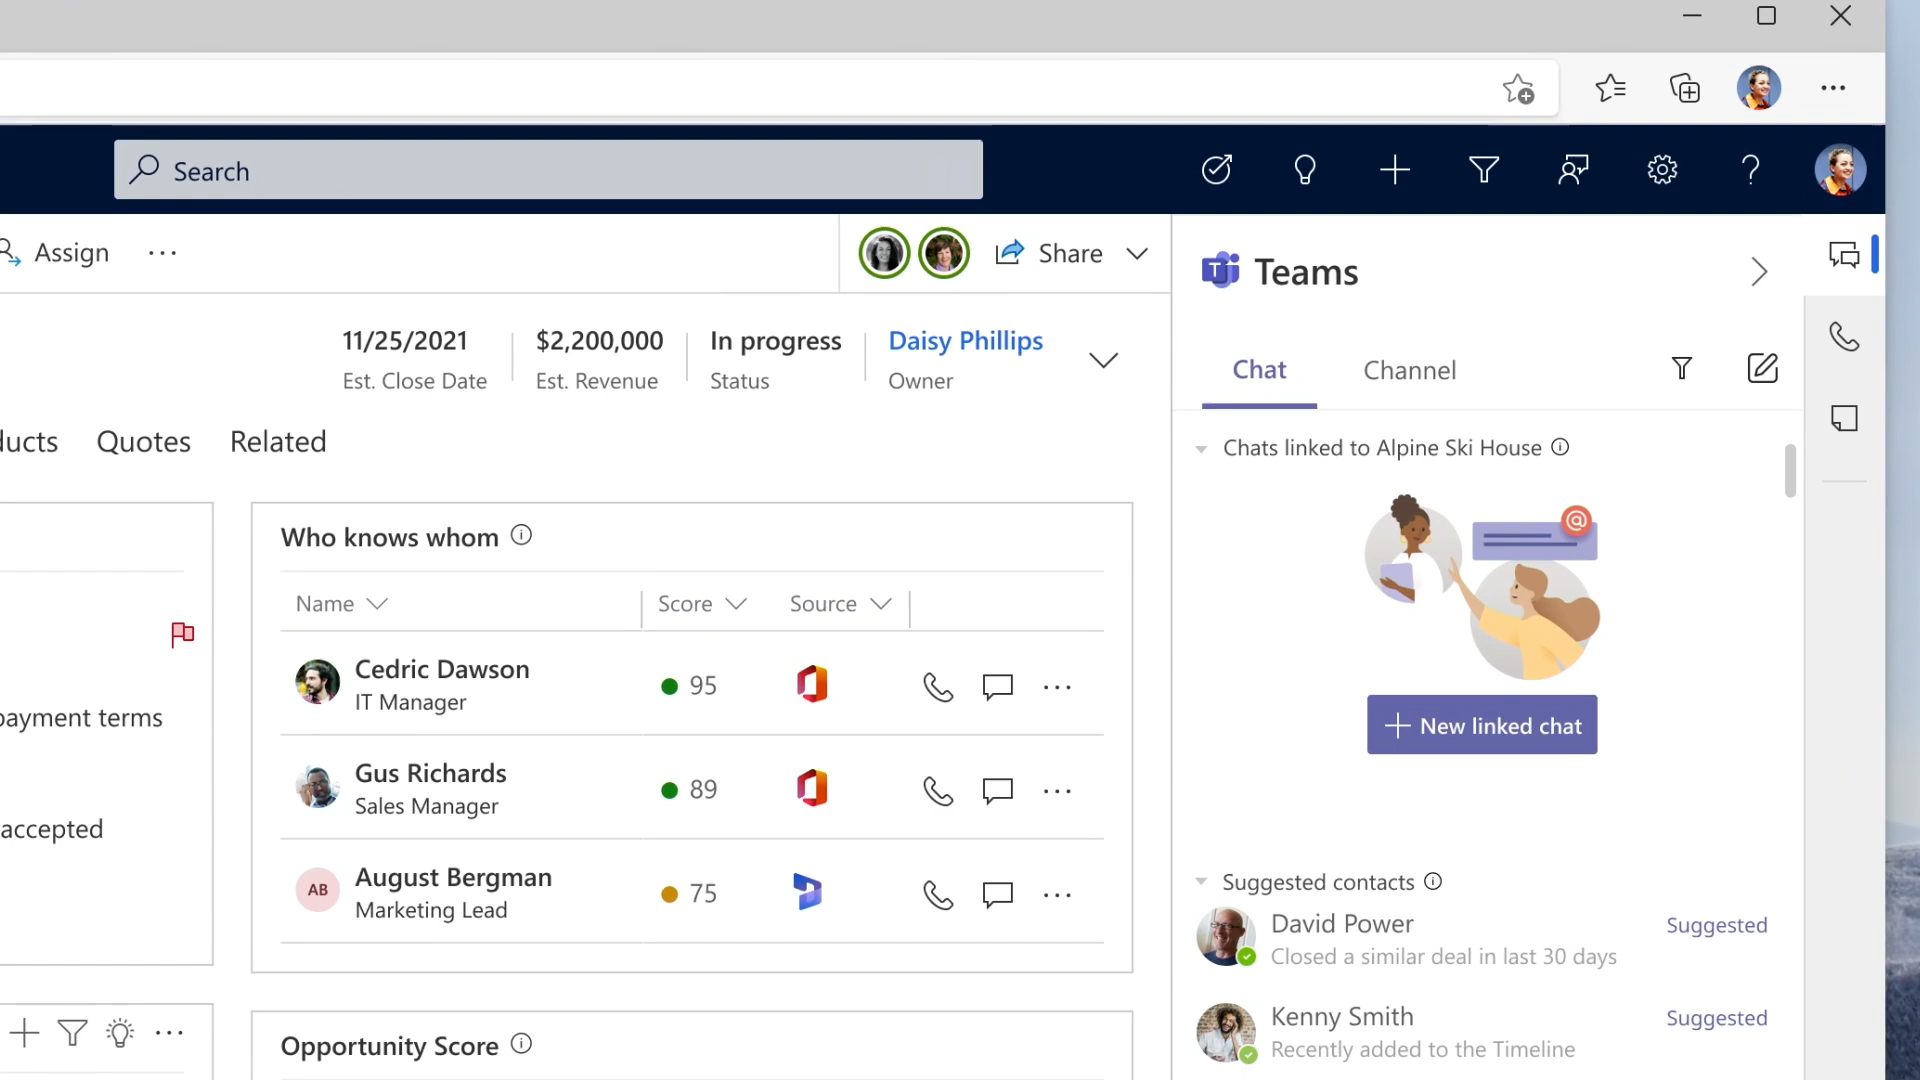 Search
Assign
Share
11/25/2021
Est. Close Date
$2,200,000
Est. Revenue
In progress
Status
Daisy Phillips
Owner
ducts Quotes Related
payment terms
accepted
Who knows whom
Name Score Source
Cedric Dawson
IT Manager
95
Gus Richards
Sales Manager
89
AB
August Bergman
Marketing Lead
75
Opportunity Score
T
Teams
Chat Channel
Chats linked to Alpine Ski House
@
New linked chat
Suggested contacts
David Power
Suggested
Closed a similar deal in last 30 days
Kenny Smith
Suggested
Recently added to the Timeline